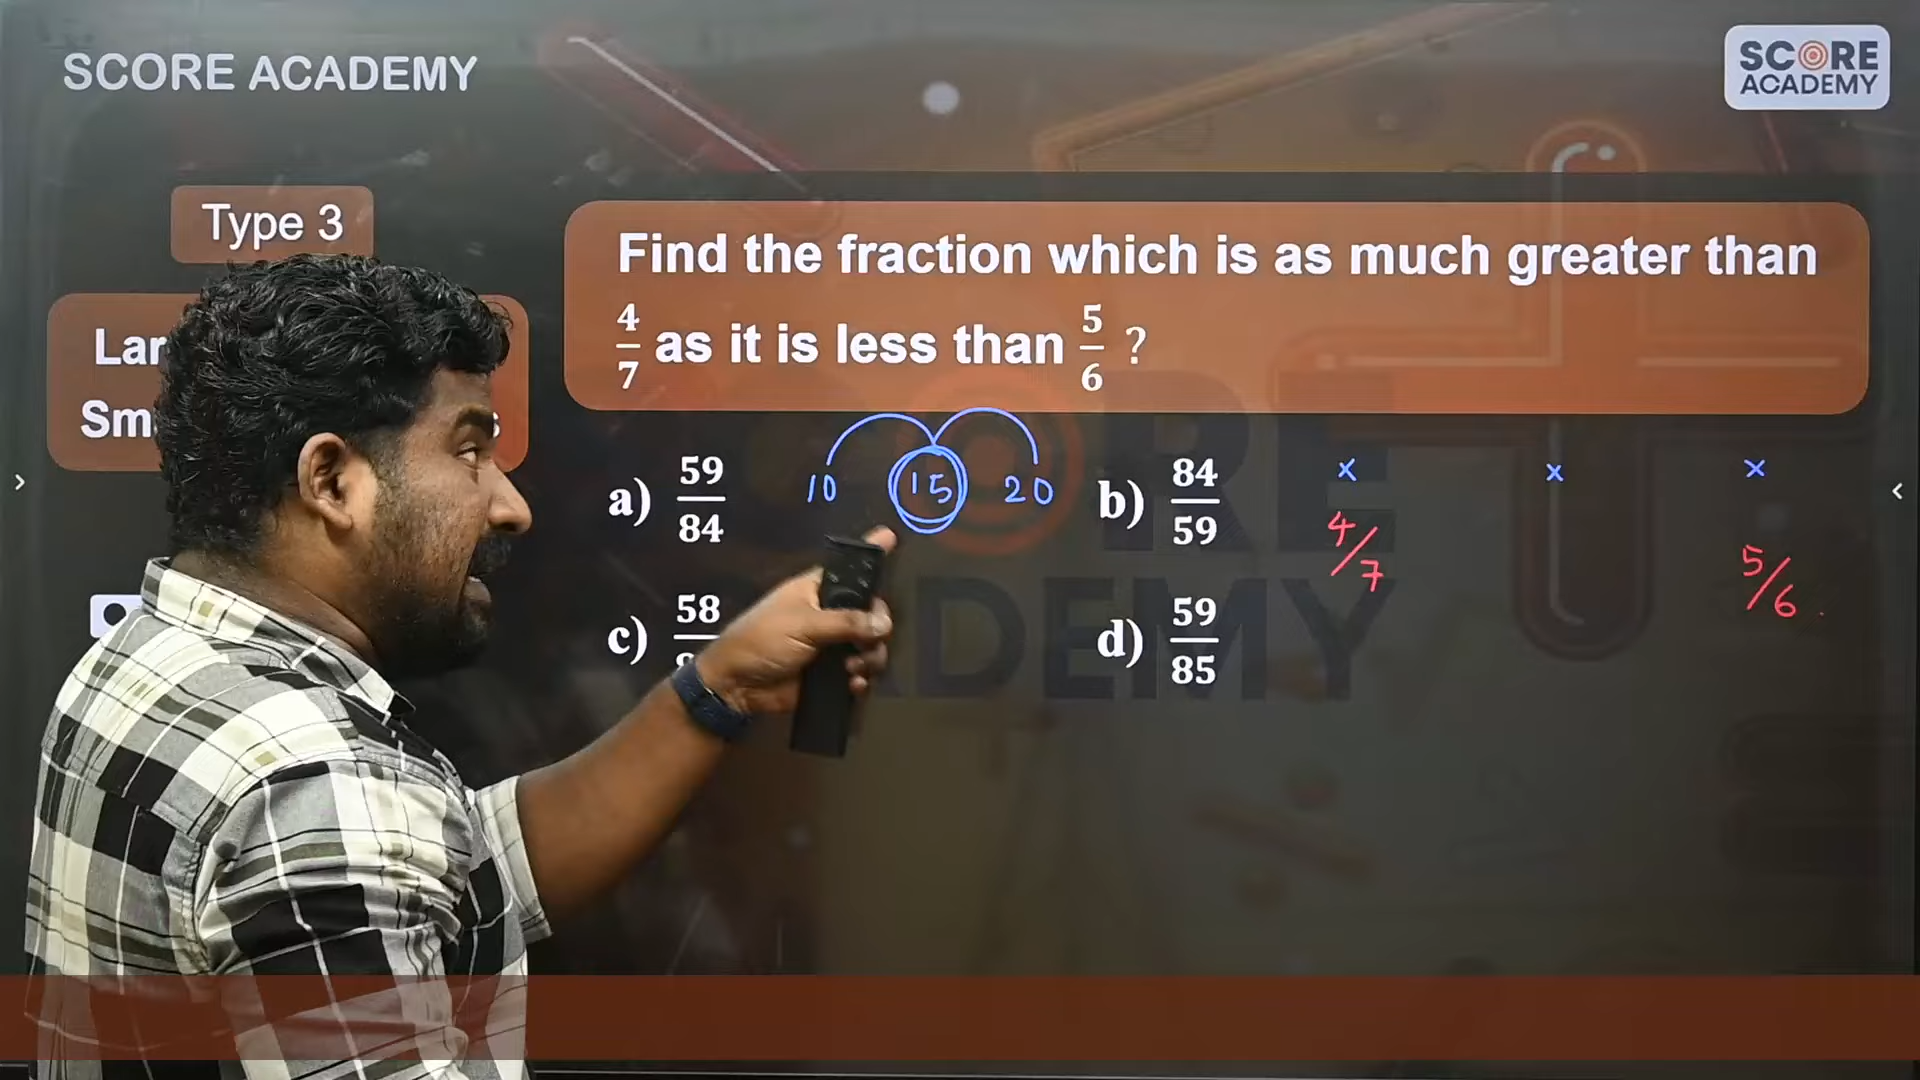 SCORE ACADEMY
SCORE
ACADEMY
Type 3
Find the fraction which is as much greater than
4/7 as it is less than 5/6 ?
a) 59/84
10 15 20
b) 84/59
x x x
4/7
5/6
c) 58
d) 59/85